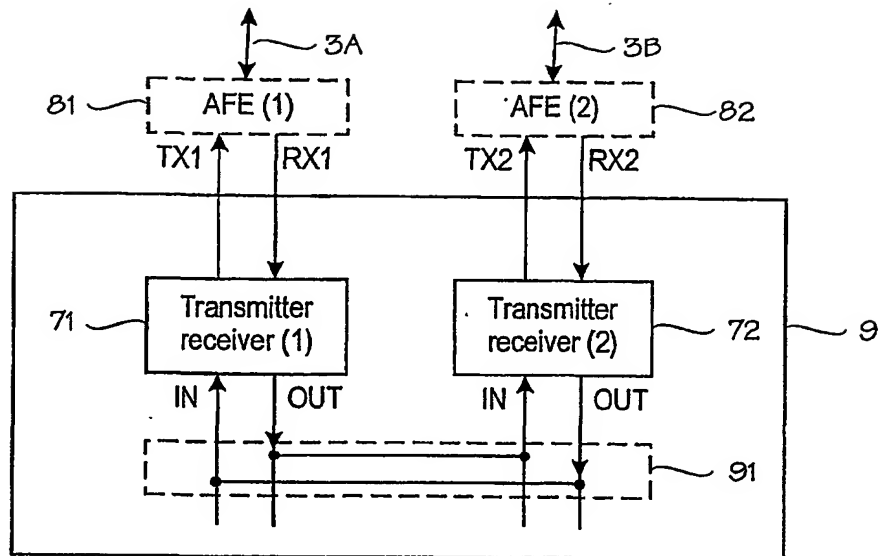 3A
3B
81
AFE (1)
AFE (2)
82
TX1
RX1
TX2
RX2
71
Transmitter
receiver (1)
Transmitter
receiver (2)
72
9
IN
OUT
IN
OUT
91